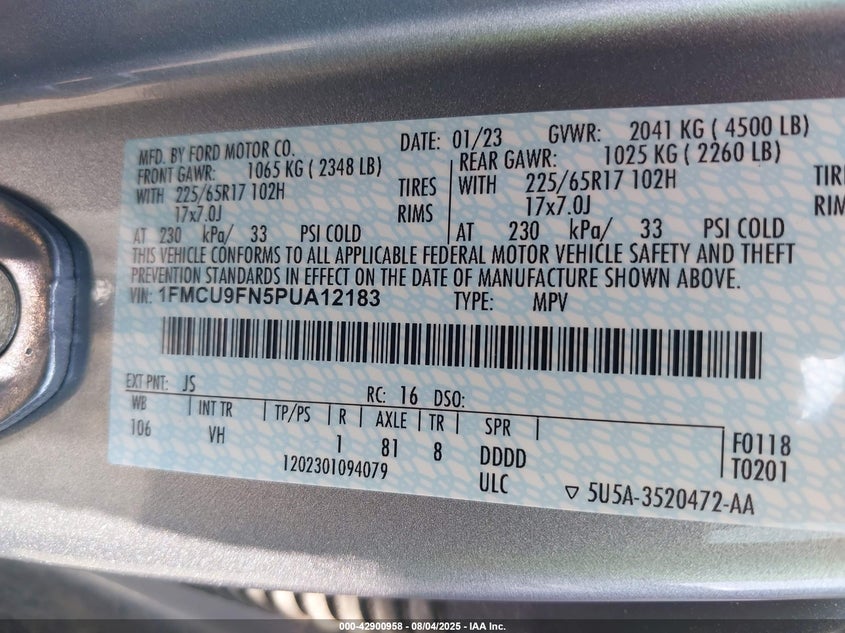 MFD. BY FORD MOTOR CO. DATE: 01/23 GVWR: 2041 KG ( 4500 LB)
FRONT GAWR: 1065 KG ( 2348 LB) REAR GAWR: 1025 KG ( 2260 LB)
WITH 225/65R17 102H TIRES WITH 225/65R17 102H TIRE
17x7.0J RIMS 17x7.0J RIM
AT 230 kPa/ 33 PSI COLD AT 230 kPa/ 33 PSI COLD
THIS VEHICLE CONFORMS TO ALL APPLICABLE FEDERAL MOTOR VEHICLE SAFETY AND THEFT
PREVENTION STANDARDS IN EFFECT ON THE DATE OF MANUFACTURE SHOWN ABOVE.
VIN: 1FMCU9FN5PUA12183 TYPE: MPV
EXT PNT: JS RC: 16 DSO:
WB INT TR TP/PS R AXLE TR SPR
106 VH 1 81 8 DDDD F0118
1202301094079 ULC T0201
▽ 5U5A-3520472-AA
000-42900958 - 08/04/2025 - IAA Inc.